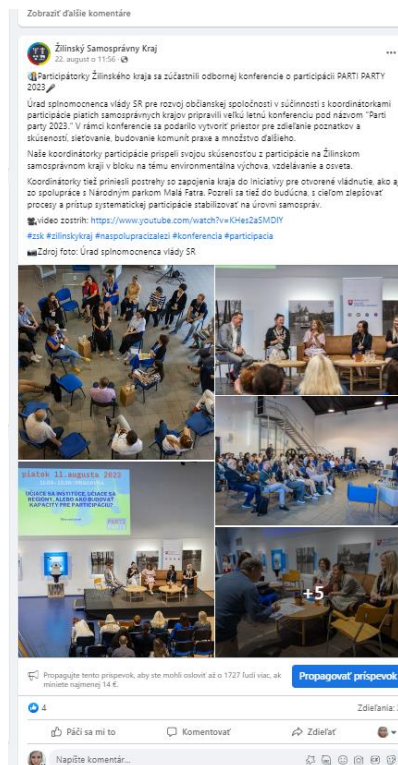 Zobraziť ďalšie komentáre
Žilinský Samosprávny Kraj
22. august o 11:56
Participátorky Žilinského kraja sa zúčastnili odbornej konferencie o participácii PARTI PARTY
2023
Úrad splnomocnenca vlády SR pre rozvoj občianskej spoločnosti v súčinnosti s koordinátorkami
participácie piatich samosprávnych krajov pripravili veľkú letnú konferenciu pod názvom "Parti
party 2023." V rámci konferencie sa podarilo vytvoriť priestor pre zdieľanie poznatkov a
skúseností, sieťovanie, budovanie komunít praxe a množstvo ďalšieho.
Naše koordinátorky participácie prispeli svojou skúsenosťou z participácie na Žilinskom
samosprávnom kraji v bloku na tému environmentálna výchova, vzdelávanie a osveta.
Koordinátorky tiež priniesli postrehy zo zapojenia kraja do Iniciatívy pre otvorené vládnutie, ako a
zo spolupráce s Národným parkom Malá Fatra. Pozreli sa tiež do budúcna, s cieľom zlepšovať
procesy a prístup systematickej participácie stabilizovať na úrovni samospráv.
video zostrih: https://www.youtube.com/watch?v=KHes2aSMDIY
#zsk #zilinskykraj #naspolupracizalezi #konferencia #participacia
Zdroj foto: Úrad splnomocnenca vlády SR
piatok 11.augusta 2023
UČIACE SA INŠTITÚCIE, UČIACE SA
REGIÓNY, ALEBO AKO BUDOVAŤ
KAPACITY PRE PARTICIPÁCIU?
PARTI
PARTY
+5
Propagujte tento príspevok, aby ste mohli osloviť až o 1727 ľudí viac, ak
miniete najmenej 14 €.
Propagovať príspevok
4
Zdieľania:
Páči sa mi to
Komentovať
Zdieľať
Napíšte komentár...